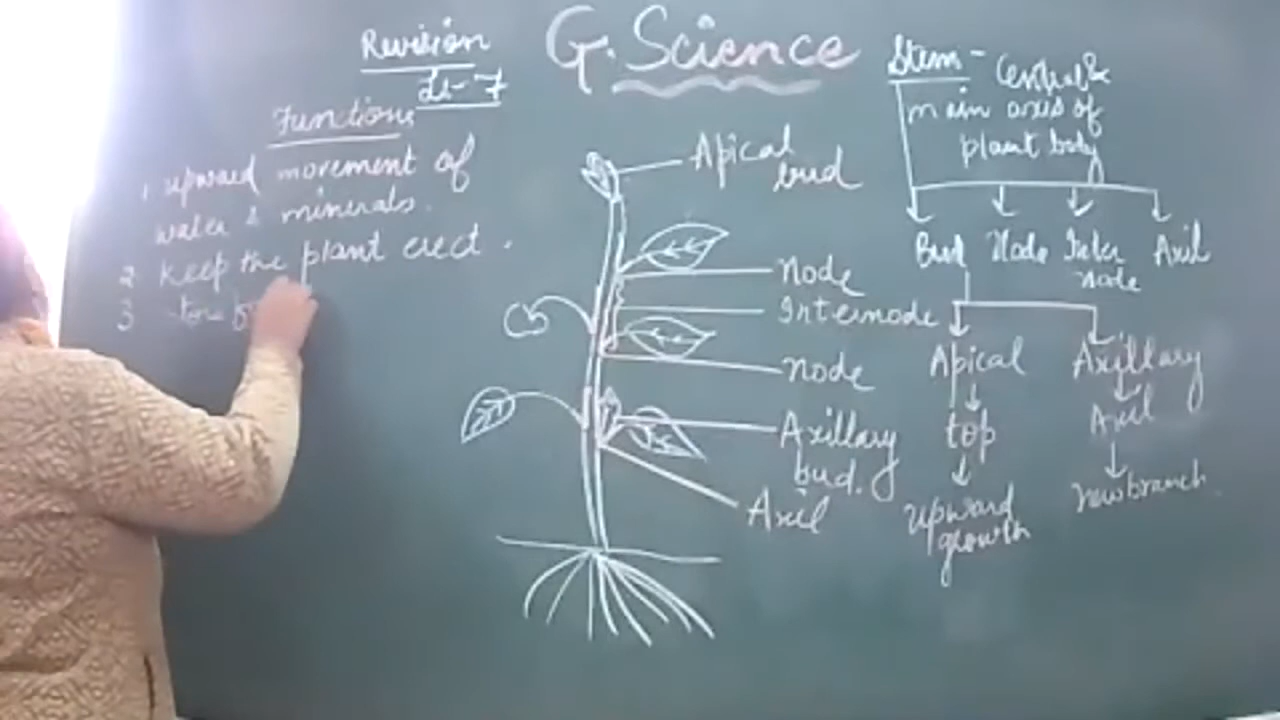 Revision
G. Science
L-7
Functions
1. upward movement of
water & minerals.
2 Keep the plant erect.
3 Store
Stem - Central &
main axis of
plant body
Bud Node Inter
node Axil
Apical Axillary
top Axil
upward
growth
New branch.
Apical
bud
Node
Internode
node
Axillary
bud.
Axil